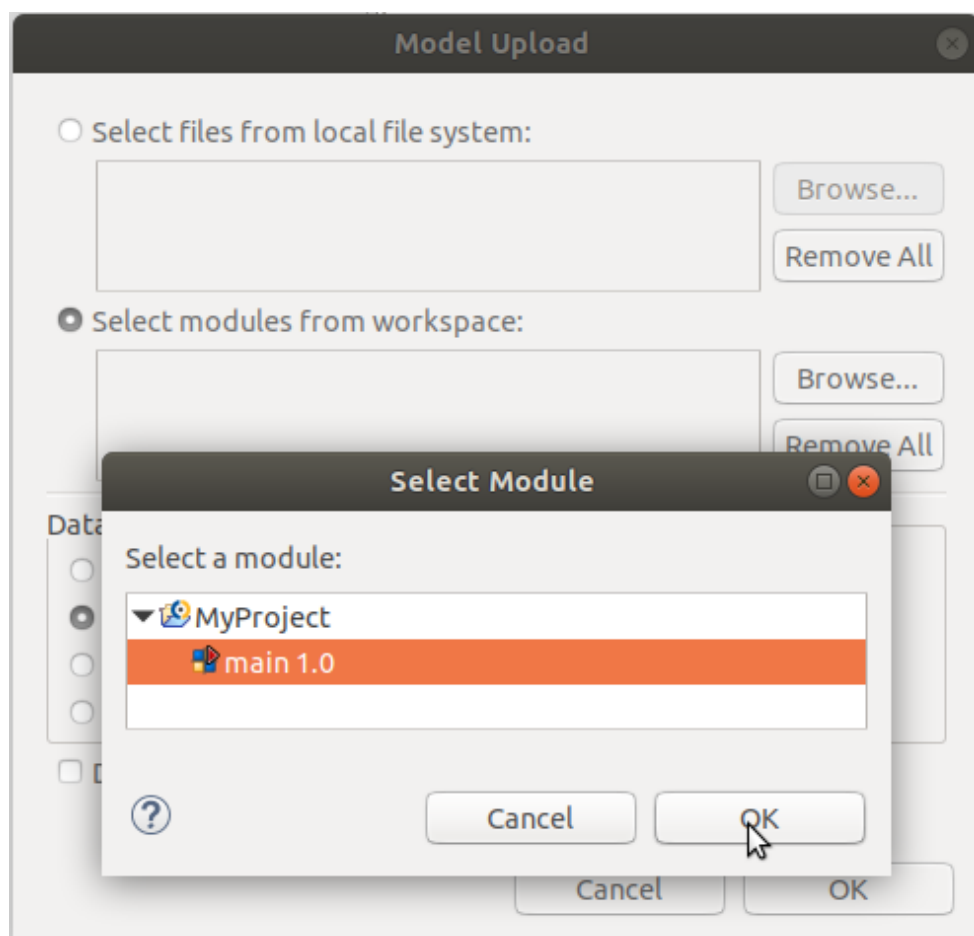 Model Upload
Select files from local file system:
Browse...
Remove All
Select modules from workspace:
Browse...
Remove All
Select Module
Data
Select a module:
MyProject
main 1.0
Cancel
OK
Cancel
OK